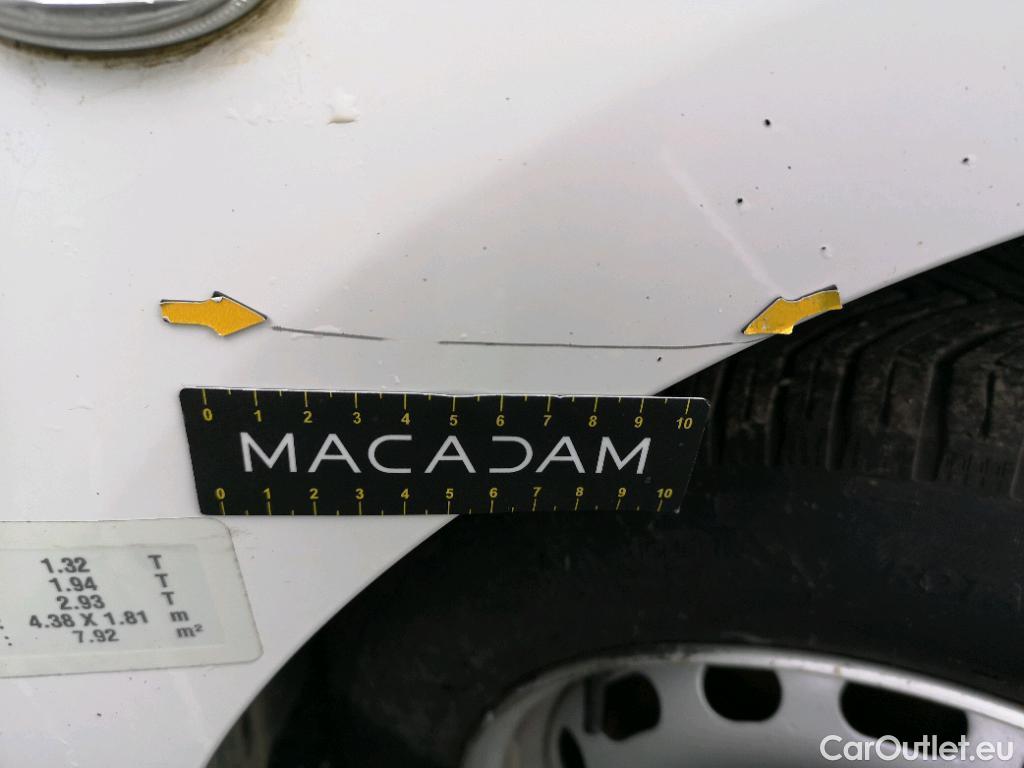 0 1 2 3 4 5 6 7 8 9 10
MACADAM
0 1 2 3 4 5 6 7 8 9 10
1.32 T
1.94 T
2.93 T
: 4.38 X 1.81 m
: 7.92 m²
CarOutlet.eu